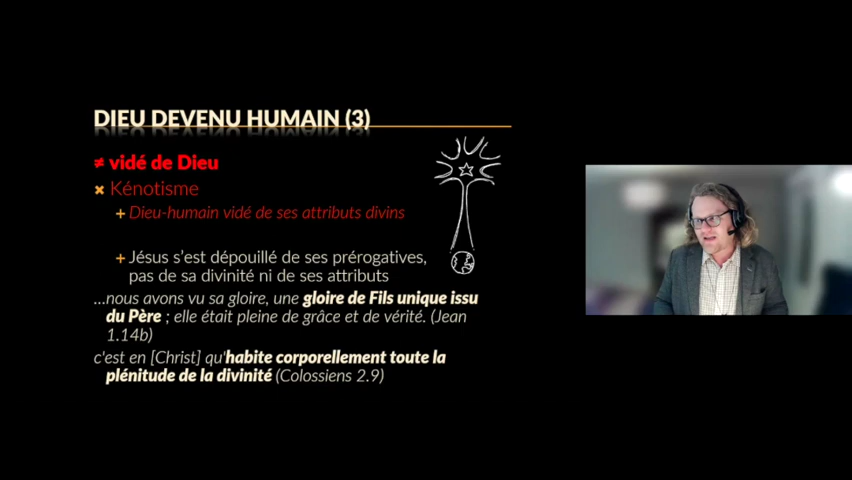 DIEU DEVENU HUMAIN (3)
≠ vidé de Dieu
Kénotisme
Dieu-humain vidé de ses attributs divins
Jésus s'est dépouillé de ses prérogatives,
pas de sa divinité ni de ses attributs
...nous avons vu sa gloire, une gloire de Fils unique issu
du Père ; elle était pleine de grâce et de vérité. (Jean
1.14b)
c'est en [Christ] qu'habite corporellement toute la
plénitude de la divinité (Colossiens 2.9)